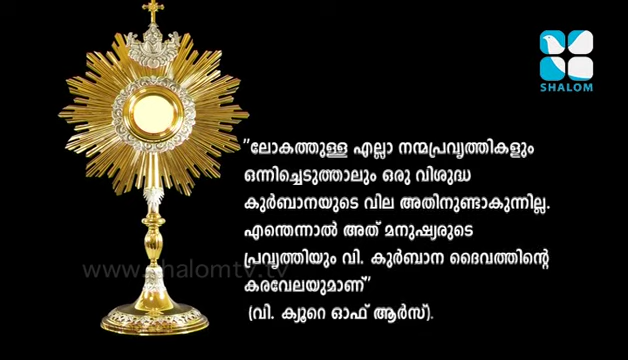 SHALOM
"ലോകത്തുള്ള എല്ലാ നന്മപ്രവൃത്തികളും
ഒന്നിച്ചെടുത്താലും ഒരു വിശുദ്ധ
കുർബാനയുടെ വില അതിനുണ്ടാകുന്നില്ല.
എന്തെന്നാൽ അത് മനുഷ്യരുടെ
പ്രവൃത്തിയും വി. കുർബാന ദൈവത്തിന്റെ
കരവേലയുമാണ്"
(വി. ക്യൂറെ ഓഫ് ആർസ്).
www.shalomtv.tv